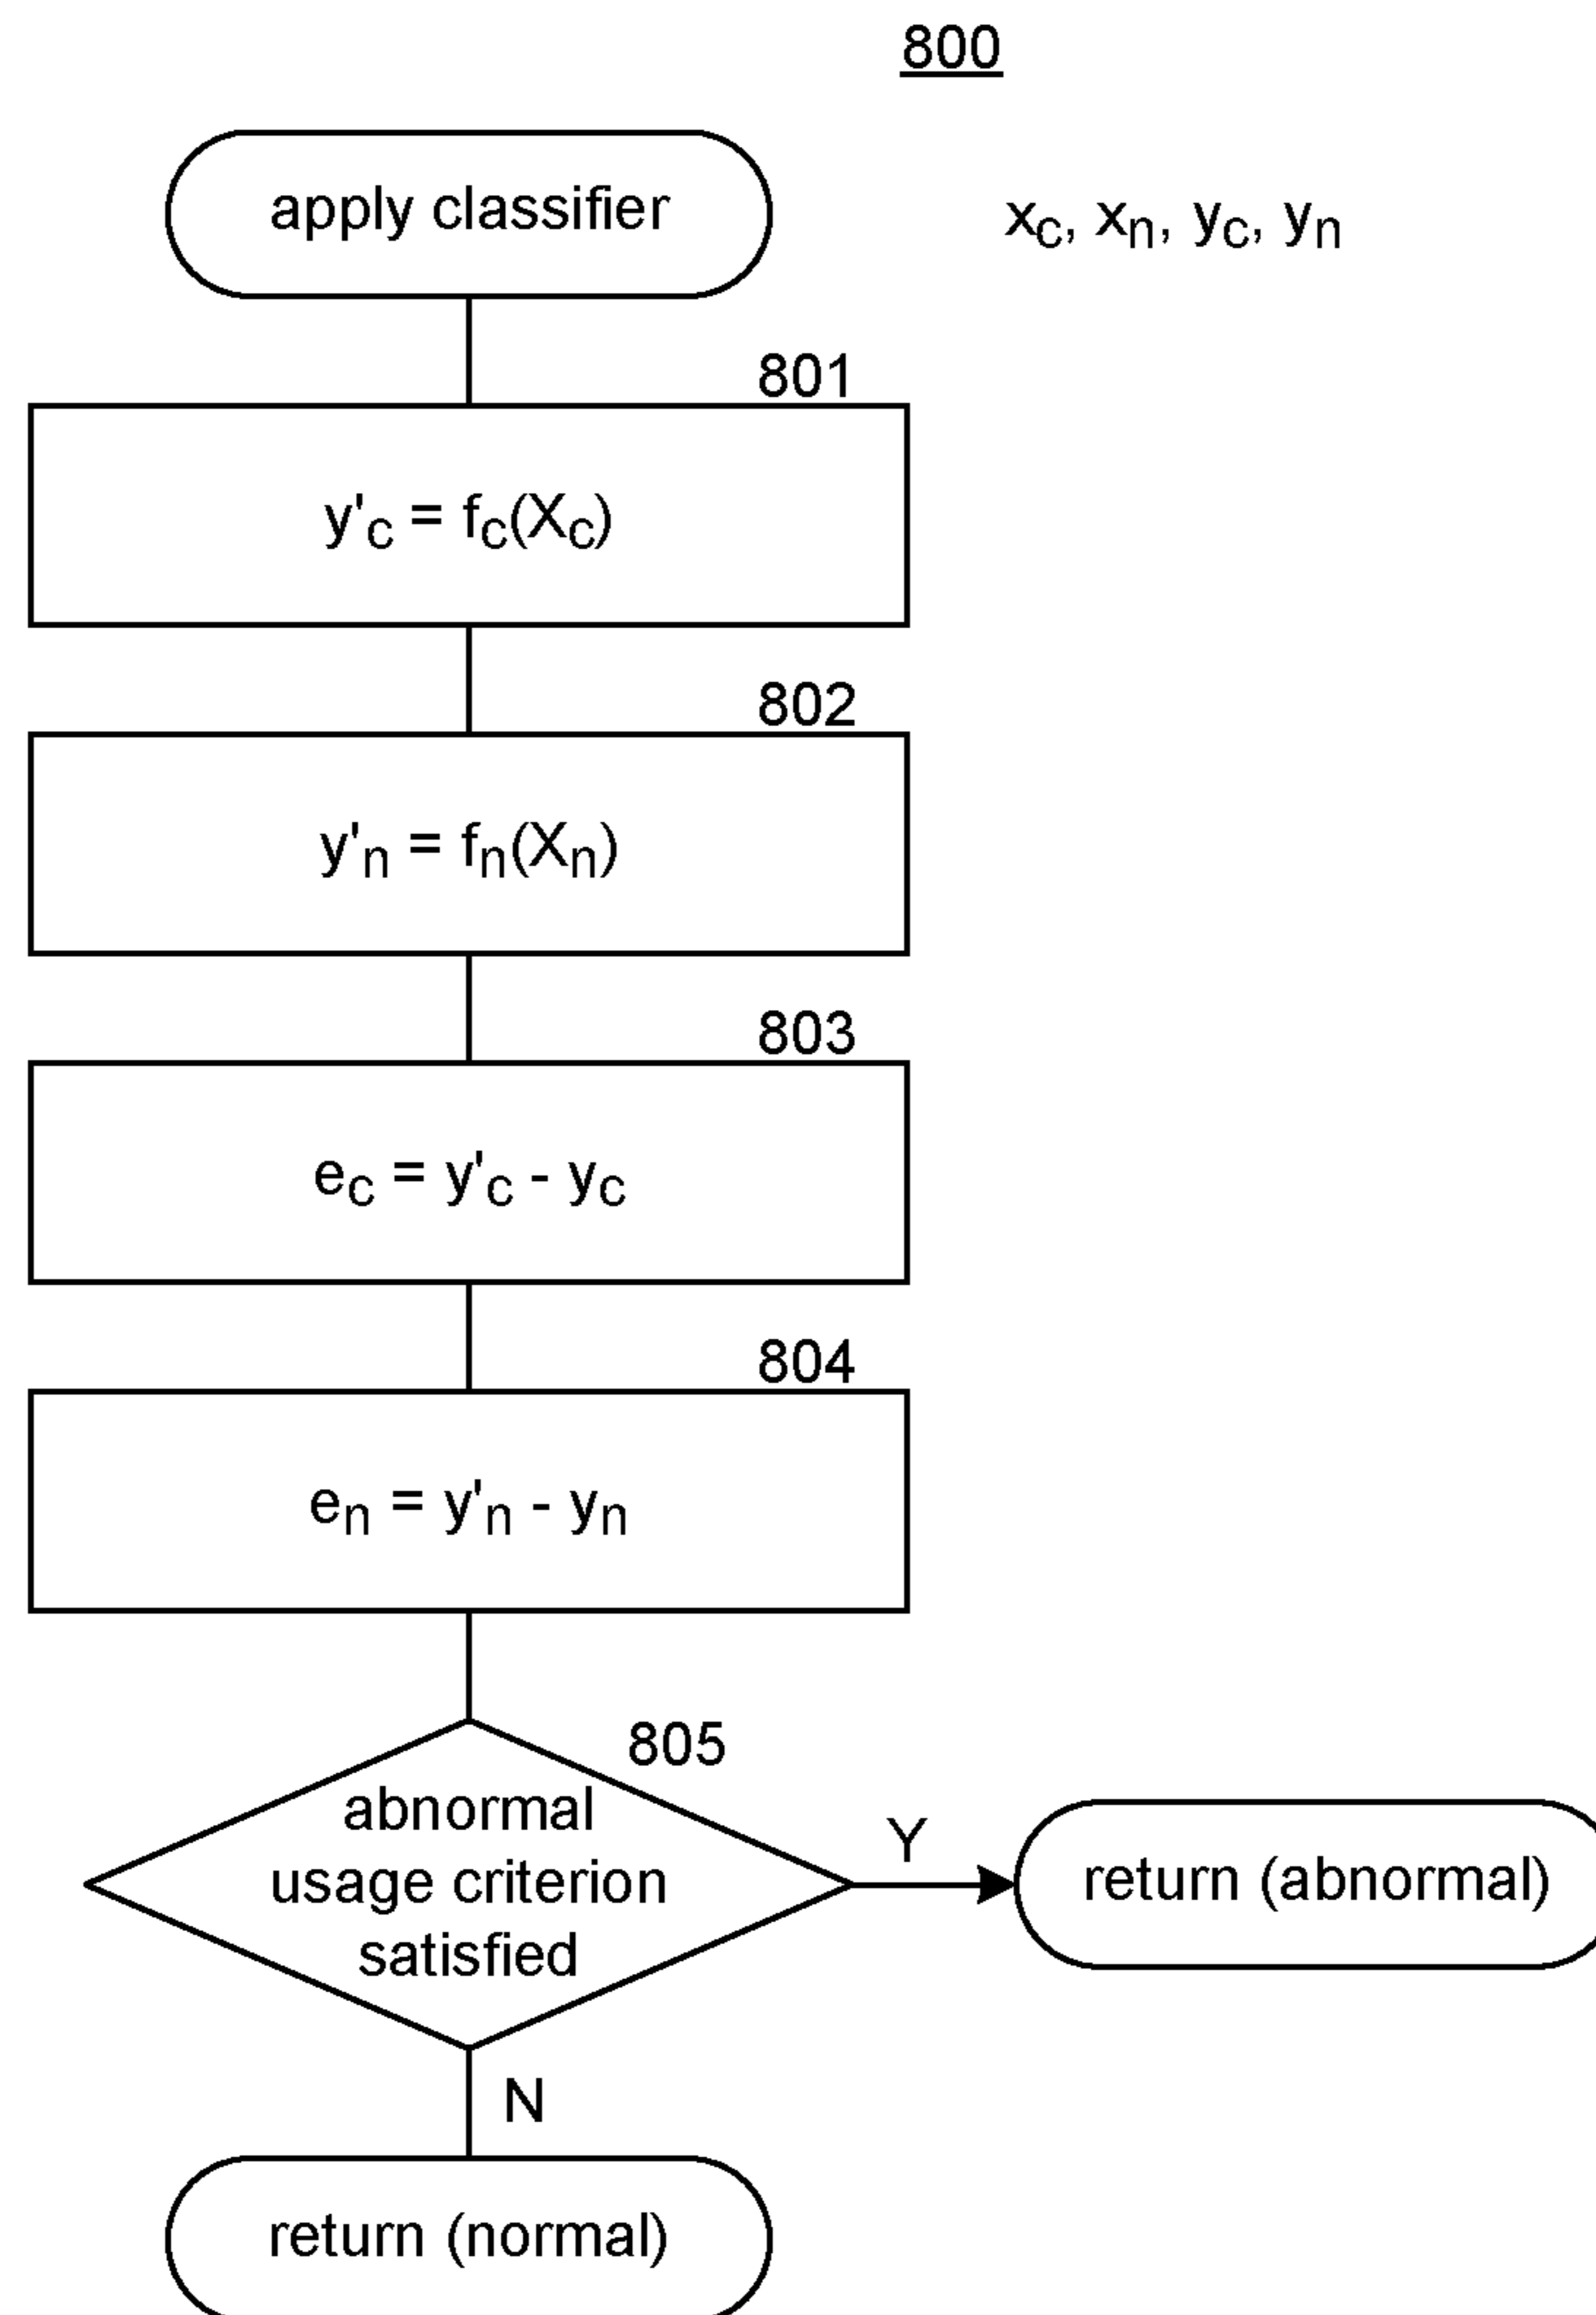 800
apply classifier
xc, xn, yc, yn
801
y'c = fc(Xc)
802
y'n = fn(Xn)
803
ec = y'c - yc
804
en = y'n - yn
805
abnormal
usage criterion
satisfied
Y
return (abnormal)
N
return (normal)